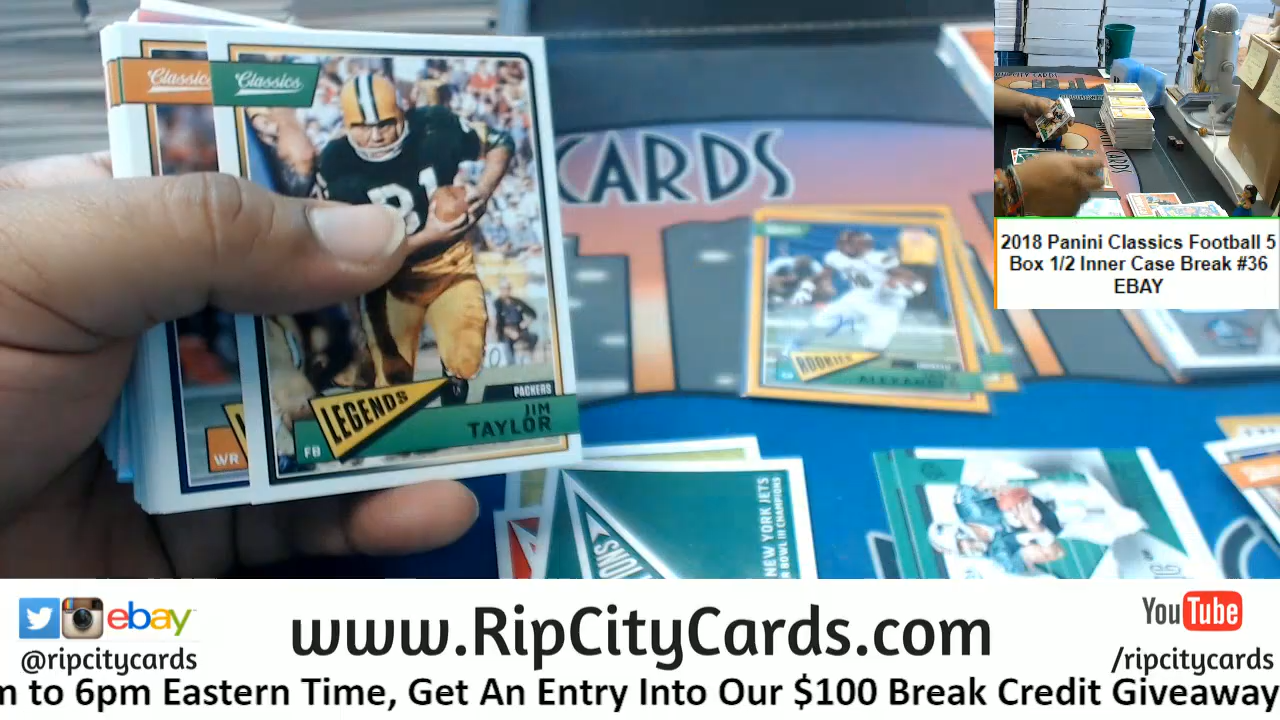 Classics
Classics
81
LEGENDS
PACKERS
JIM
TAYLOR
FB
WR
CARDS
ROOKIES
NEW YORK JETS
CHAMPIONS
2018 Panini Classics Football 5
Box 1/2 Inner Case Break #36
EBAY
www.RipCityCards.com
ebay
@ripcitycards
YouTube
/ripcitycards
m to 6pm Eastern Time, Get An Entry Into Our $100 Break Credit Giveaway